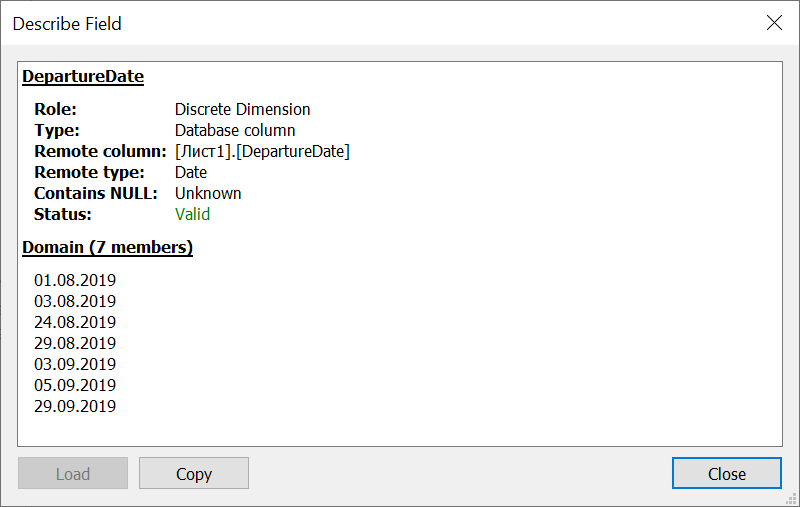 Describe Field
DepartureDate
Role: Discrete Dimension
Type: Database column
Remote column: [Лист1].[DepartureDate]
Remote type: Date
Contains NULL: Unknown
Status: Valid
Domain (7 members)
01.08.2019
03.08.2019
24.08.2019
29.08.2019
03.09.2019
05.09.2019
29.09.2019
Load Copy Close